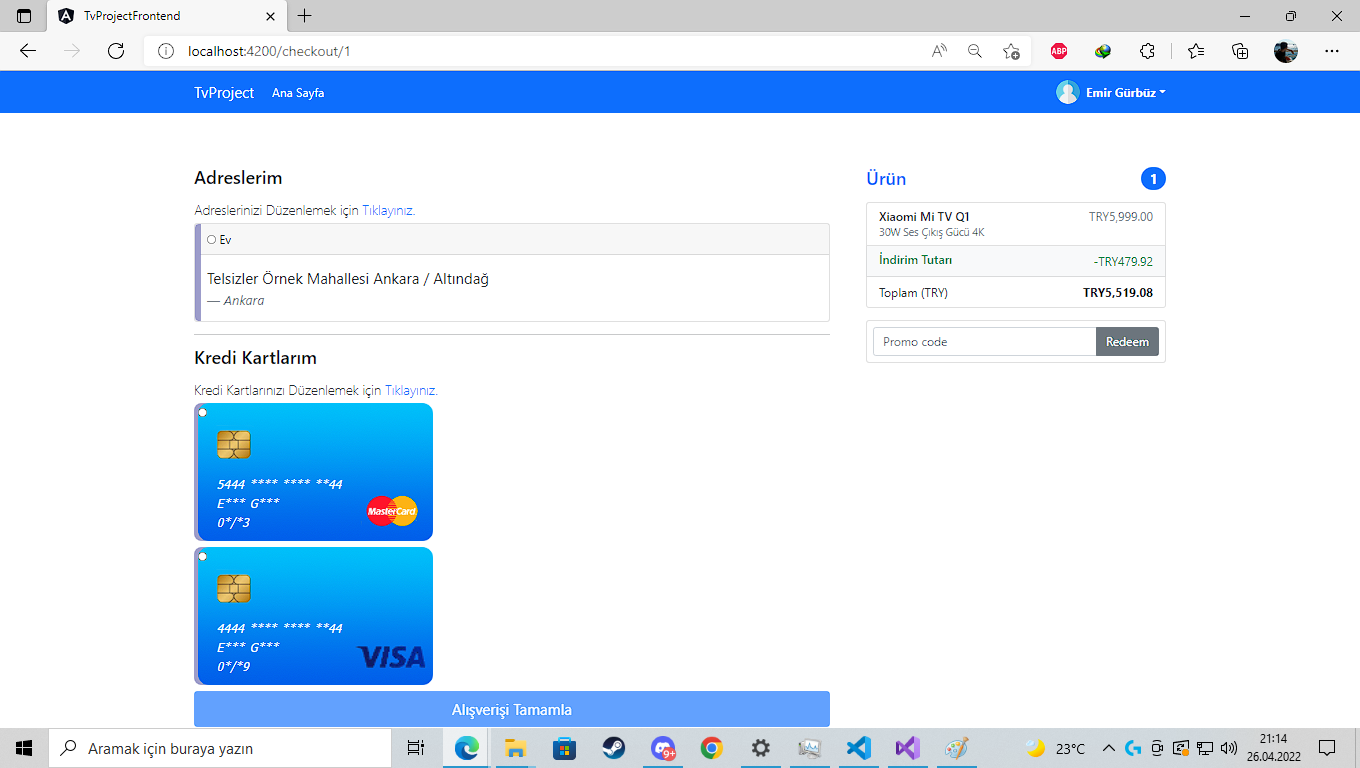 TvProjectFrontend
localhost:4200/checkout/1
ABP
TvProject Ana Sayfa Emir Gürbüz
Adreslerim
Adreslerinizi Düzenlemek için Tıklayınız.
Ev
Telsizler Örnek Mahallesi Ankara / Altındağ
— Ankara
Kredi Kartlarım
Kredi Kartlarınızı Düzenlemek için Tıklayınız.
5444 **** **** **44
E*** G***
0*/*3
MasterCard
4444 **** **** **44
E*** G***
0*/*9
VISA
Alışverişi Tamamla
Ürün 1
Xiaomi Mi TV Q1 TRY5,999.00
30W Ses Çıkış Gücü 4K
İndirim Tutarı -TRY479.92
Toplam (TRY) TRY5,519.08
Promo code Redeem
Aramak için buraya yazın
9+
23°C
21:14
26.04.2022